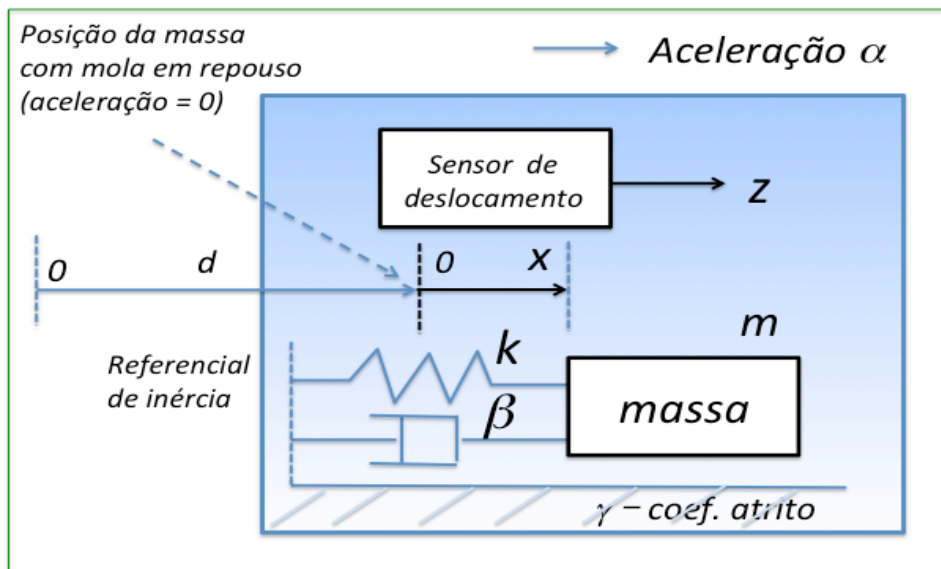 Posição da massa
com mola em repouso
(aceleração = 0)
Aceleração α
Sensor de
deslocamento
z
0
d
0
x
Referencial
de inércia
k
β
m
massa
γ – coef. atrito